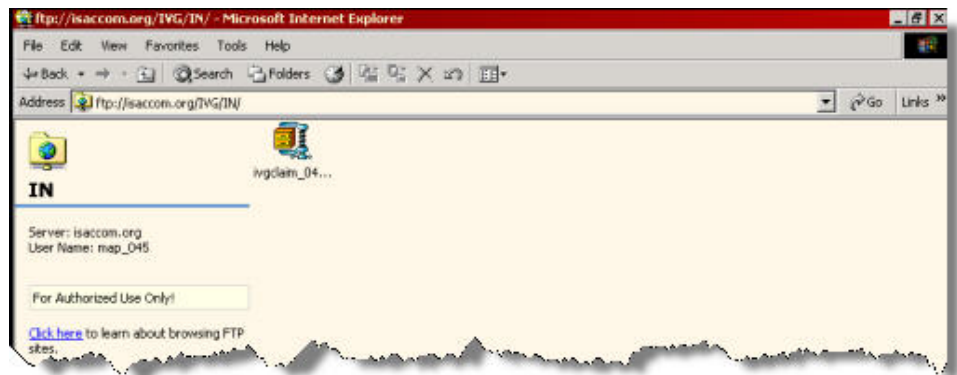 ftp://isaccom.org/IVG/IN/ - Microsoft Internet Explorer
File Edit View Favorites Tools Help
Back Search Folders
Address ftp://isaccom.org/IVG/IN/ Go Links »
ivgclaim_04...
IN
Server: isaccom.org
User Name: map_045
For Authorized Use Only!
Click here to learn about browsing FTP
sites.